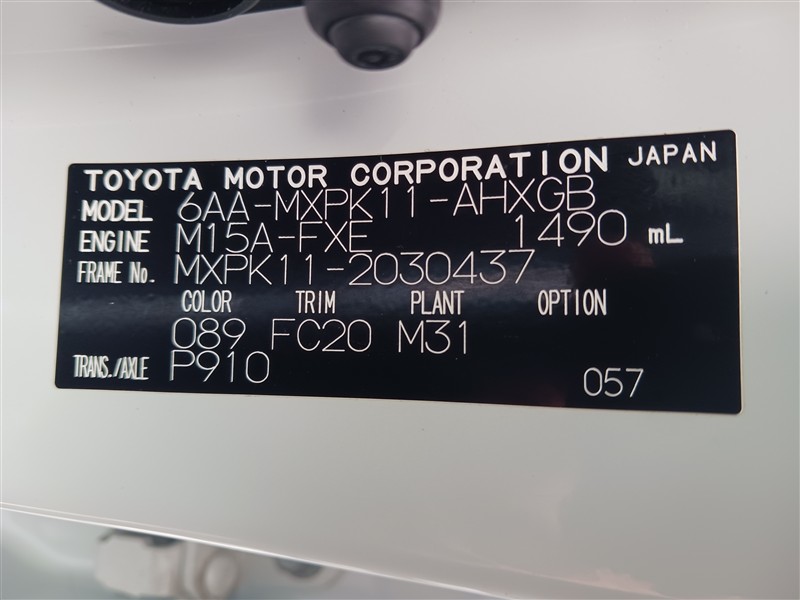 TOYOTA MOTOR CORPORATION JAPAN
MODEL 6AA-MXPK11-AHXGB
ENGINE M15A-FXE 1490 mL
FRAME No. MXPK11-2030437
COLOR TRIM PLANT OPTION
089 FC20 M31
TRANS./AXLE P910 057